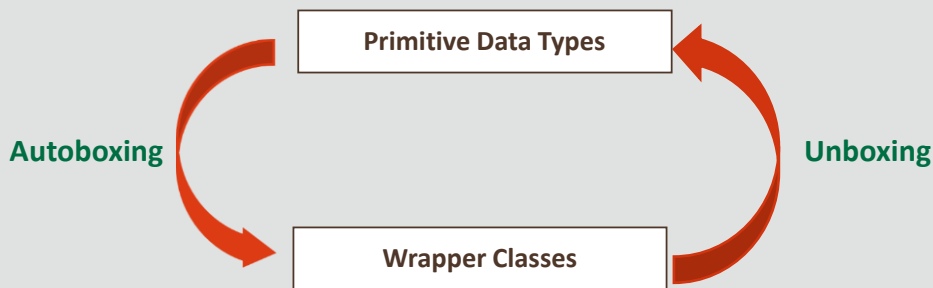 Primitive Data Types
Autoboxing
Unboxing
Wrapper Classes